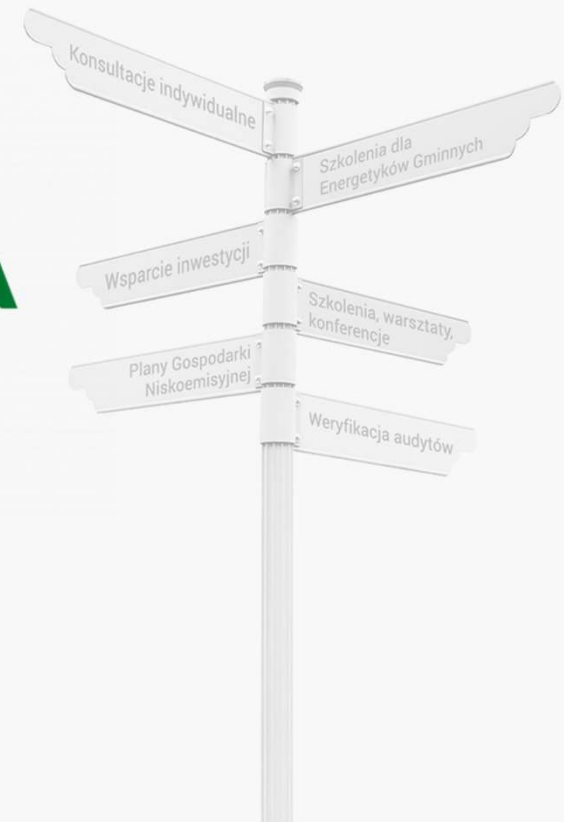 Konsultacje indywidualne
Szkolenia dla
Energetyków Gminnych
Wsparcie inwestycji
Szkolenia, warsztaty,
konferencje
Plany Gospodarki
Niskoemisyjnej
Weryfikacja audytów